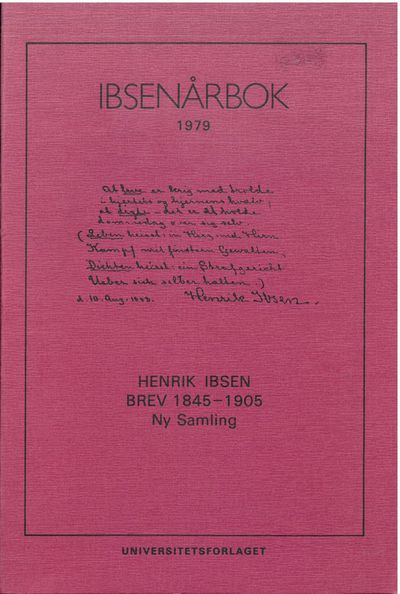 IBSENÅRBOK
1979
At leve er krig med trolde
i hjertets og hjernens hvælv;
at digte – det er at holde
dommedag over sig selv.
(Leben heisst: in Herz und Hirn
Kampf mit finstern Gewalten;
Dichten heisst: ein Strafgericht
Ueber sich selber halten.)
d. 10. Aug. Henrik Ibsen.
HENRIK IBSEN
BREV 1845–1905
Ny Samling
UNIVERSITETSFORLAGET